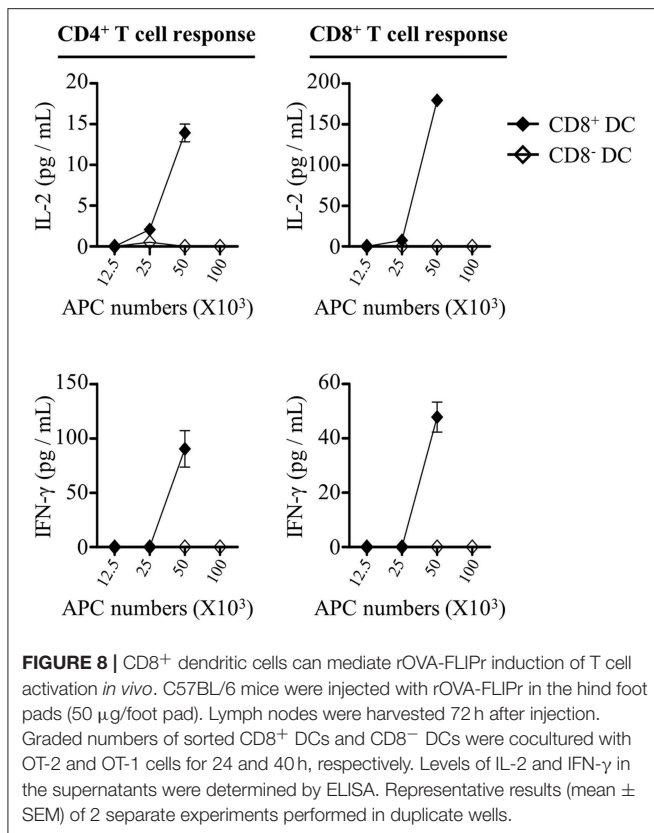 CD4+ T cell response
CD8+ T cell response
20
15
10
5
0
IL-2 (pg / mL)
12.5
25
50
100
APC numbers (X10³)
200
150
100
50
0
IL-2 (pg / mL)
12.5
25
50
100
APC numbers (X10³)
CD8+ DC
CD8- DC
150
100
50
0
IFN-γ (pg / mL)
12.5
25
50
100
APC numbers (X10³)
60
40
20
0
IFN-γ (pg / mL)
12.5
25
50
100
APC numbers (X10³)
FIGURE 8 | CD8+ dendritic cells can mediate rOVA-FLIPr induction of T cell
activation in vivo. C57BL/6 mice were injected with rOVA-FLIPr in the hind foot
pads (50 μg/foot pad). Lymph nodes were harvested 72 h after injection.
Graded numbers of sorted CD8+ DCs and CD8− DCs were cocultured with
OT-2 and OT-1 cells for 24 and 40 h, respectively. Levels of IL-2 and IFN-γ in
the supernatants were determined by ELISA. Representative results (mean ±
SEM) of 2 separate experiments performed in duplicate wells.